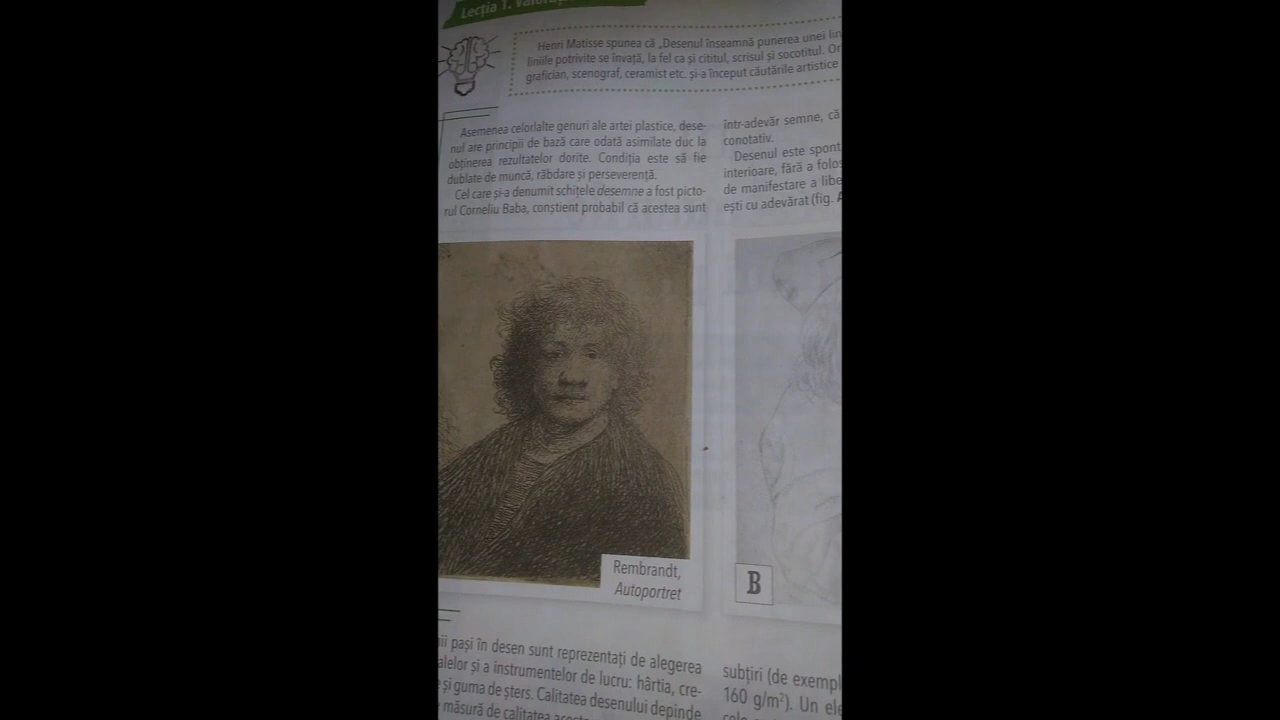 Lecția 1.
Henri Matisse spunea că „Desenul înseamnă punerea unei lin
liniile potrivite se învață, la fel ca și cititul, scrisul și socotitul. Or
grafician, scenograf, ceramist etc. și-a început căutările artistice
Asemenea celorlalte genuri ale artei plastice, dese-
nul are principii de bază care odată asimilate duc la
obținerea rezultatelor dorite. Condiția este să fie
dublate de muncă, răbdare și perseverență.
Cel care și-a denumit schițele desemne a fost picto-
rul Corneliu Baba, conștient probabil că acestea sunt
într-adevăr semne, că
conotativ.
Desenul este spont
interioare, fără a folos
de manifestare a libe
ești cu adevărat (fig. A
Rembrandt,
Autoportret
B
ii pași în desen sunt reprezentați de alegerea
alelor și a instrumentelor de lucru: hârtia, cre-
și guma de șters. Calitatea desenului depinde
măsură de calitatea
subțiri (de exempl
160 g/m²). Un ele